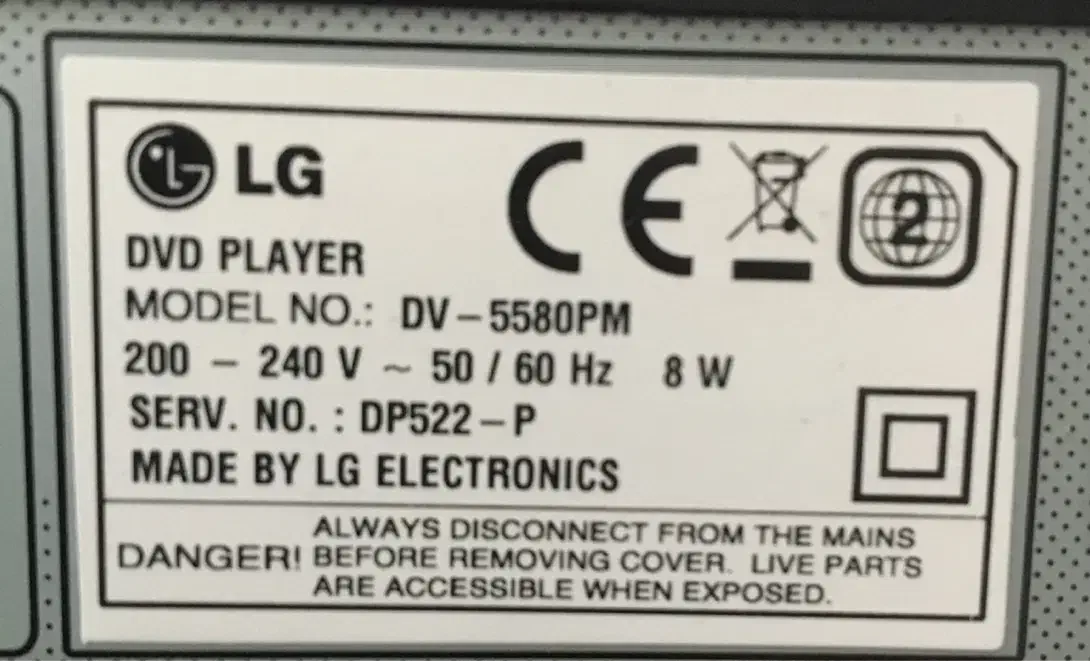 LG
CE
2
DVD PLAYER
MODEL NO.: DV-5580PM
200 - 240 V ~ 50 / 60 Hz 8 W
SERV. NO. : DP522-P
MADE BY LG ELECTRONICS
DANGER! ALWAYS DISCONNECT FROM THE MAINS
BEFORE REMOVING COVER. LIVE PARTS
ARE ACCESSIBLE WHEN EXPOSED.